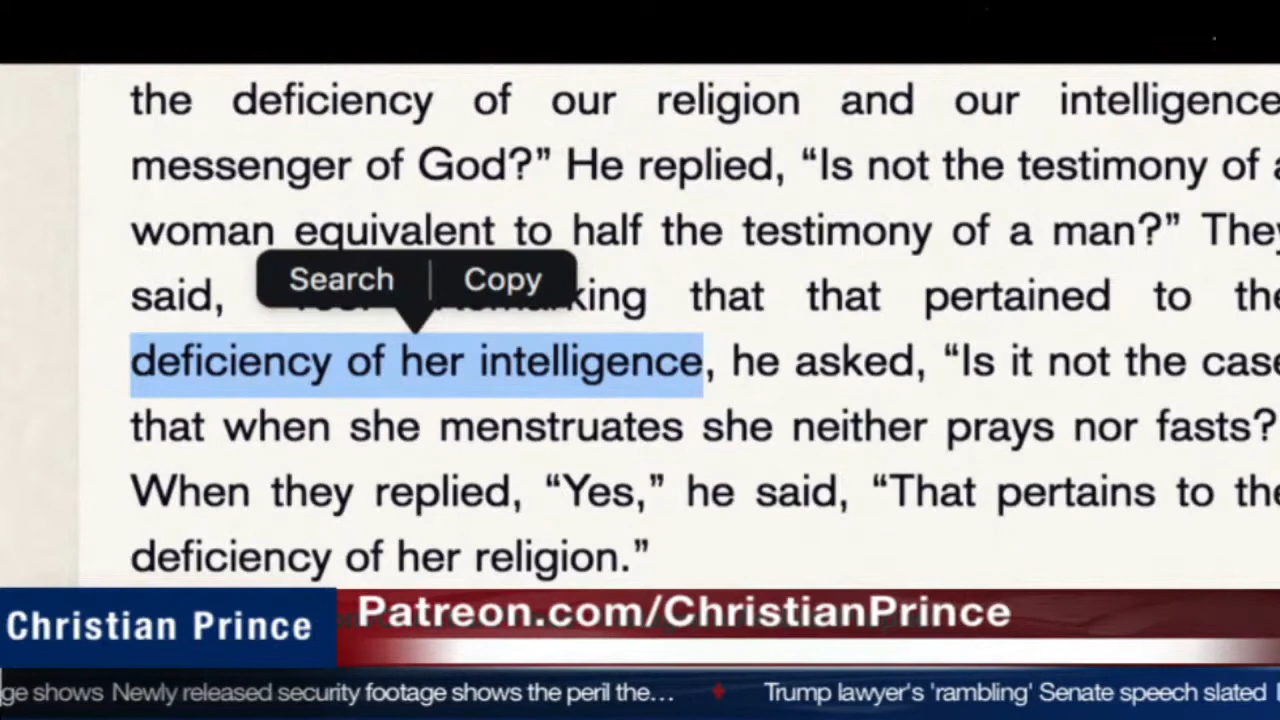 the deficiency of our religion and our intelligence
messenger of God?” He replied, “Is not the testimony of a
woman equivalent to half the testimony of a man?” They
Search Copy
said, king that that pertained to the
deficiency of her intelligence, he asked, “Is it not the case
that when she menstruates she neither prays nor fasts?
When they replied, “Yes,” he said, “That pertains to the
deficiency of her religion.”
Christian Prince
Patreon.com/ChristianPrince
ge shows Newly released security footage shows the peril the… Trump lawyer's 'rambling' Senate speech slated